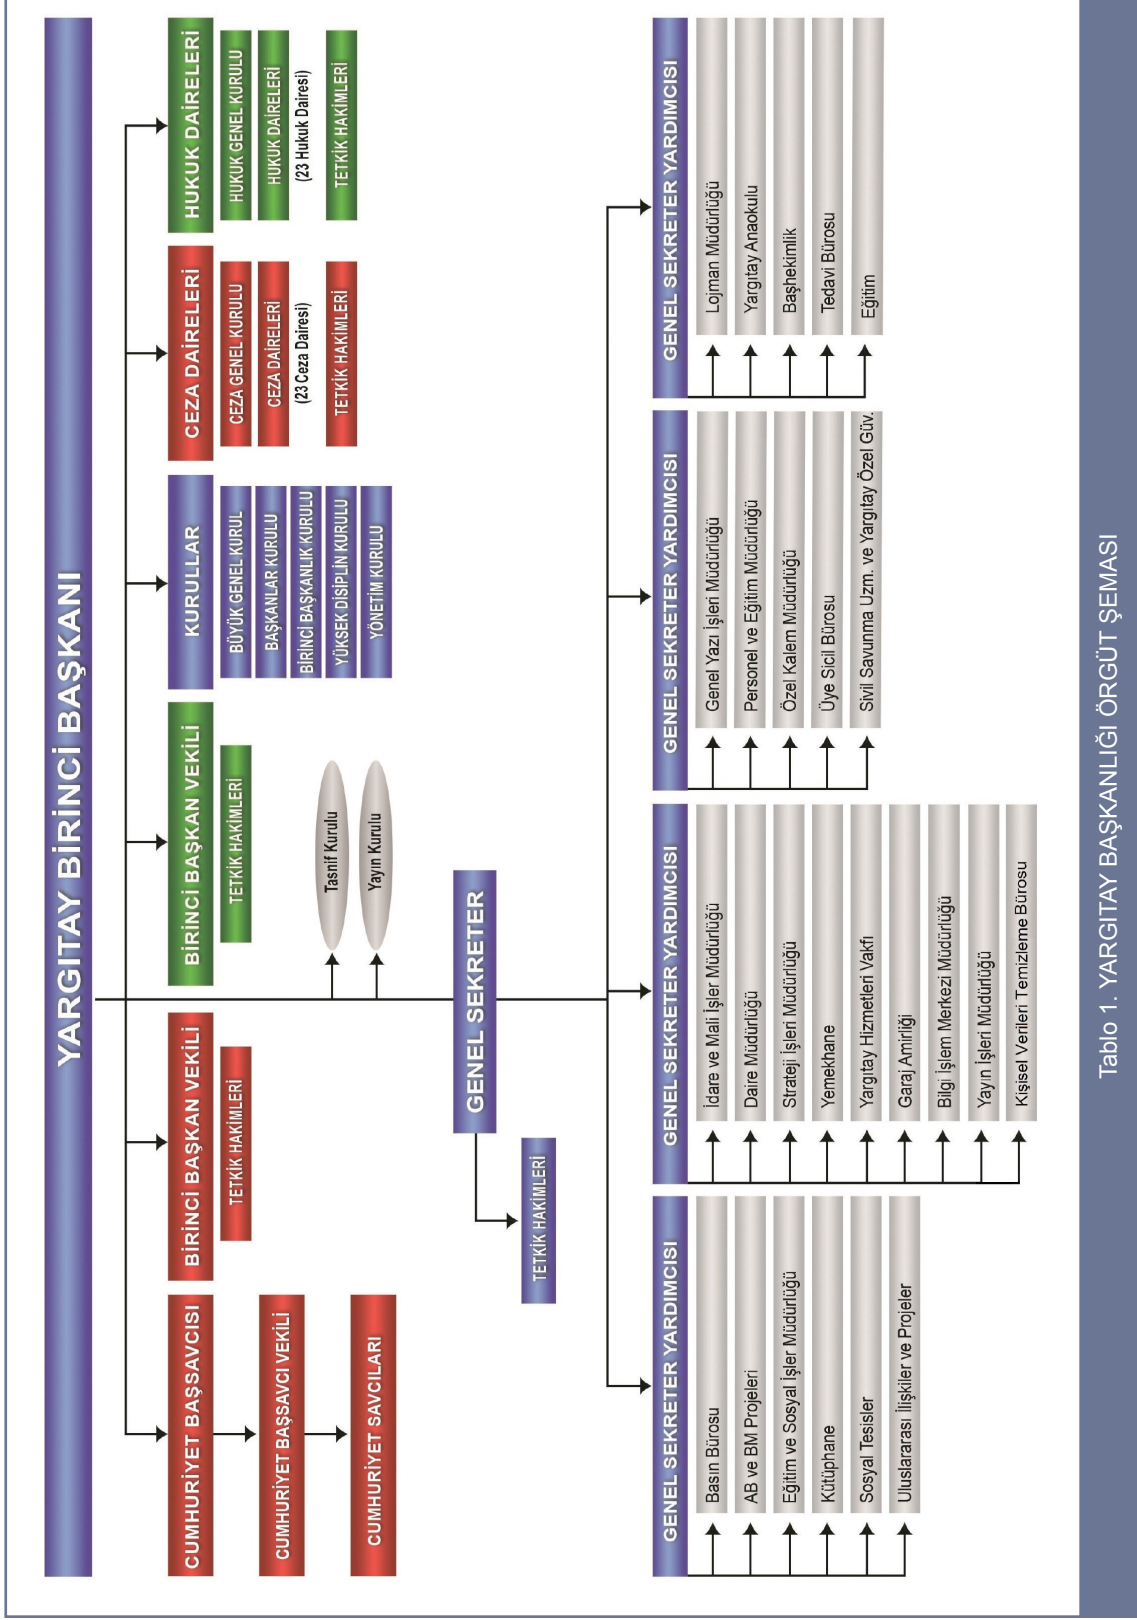 YARGITAY BİRİNCİ BAŞKANI
CUMHURİYET BAŞSAVCISI
CUMHURİYET BAŞSAVCI VEKİLİ
CUMHURİYET SAVCILARI
BİRİNCİ BAŞKAN VEKİLİ
TETKİK HAKİMLERİ
BİRİNCİ BAŞKAN VEKİLİ
TETKİK HAKİMLERİ
KURULLAR
BÜYÜK GENEL KURUL
BAŞKANLAR KURULU
BİRİNCİ BAŞKANLIK KURULU
YÜKSEK DİSİPLİN KURULU
YÖNETİM KURULU
CEZA DAİRELERİ
CEZA GENEL KURULU
CEZA DAİRELERİ
(23 Ceza Dairesi)
TETKİK HAKİMLERİ
HUKUK DAİRELERİ
HUKUK GENEL KURULU
HUKUK DAİRELERİ
(23 Hukuk Dairesi)
TETKİK HAKİMLERİ
Tasnif Kurulu
Yayın Kurulu
GENEL SEKRETER
TETKİK HAKİMLERİ
GENEL SEKRETER YARDIMCISI
Basın Bürosu
AB ve BM Projeleri
Eğitim ve Sosyal İşler Müdürlüğü
Kütüphane
Sosyal Tesisler
Uluslararası İlişkiler ve Projeler
GENEL SEKRETER YARDIMCISI
İdare ve Mali İşler Müdürlüğü
Daire Müdürlüğü
Strateji İşleri Müdürlüğü
Yemekhane
Yargıtay Hizmetleri Vakfı
Garaj Amirliği
Bilgi İşlem Merkezi Müdürlüğü
Yayın İşleri Müdürlüğü
Kişisel Verileri Temizleme Bürosu
GENEL SEKRETER YARDIMCISI
Genel Yazı İşleri Müdürlüğü
Personel ve Eğitim Müdürlüğü
Özel Kalem Müdürlüğü
Üye Sicil Bürosu
Sivil Savunma Uzm. ve Yargıtay Özel Güv.
GENEL SEKRETER YARDIMCISI
Lojman Müdürlüğü
Yargıtay Anaokulu
Başhekimlik
Tedavi Bürosu
Eğitim
Tablo 1. YARGITAY BAŞKANLIĞI ÖRGÜT ŞEMASI